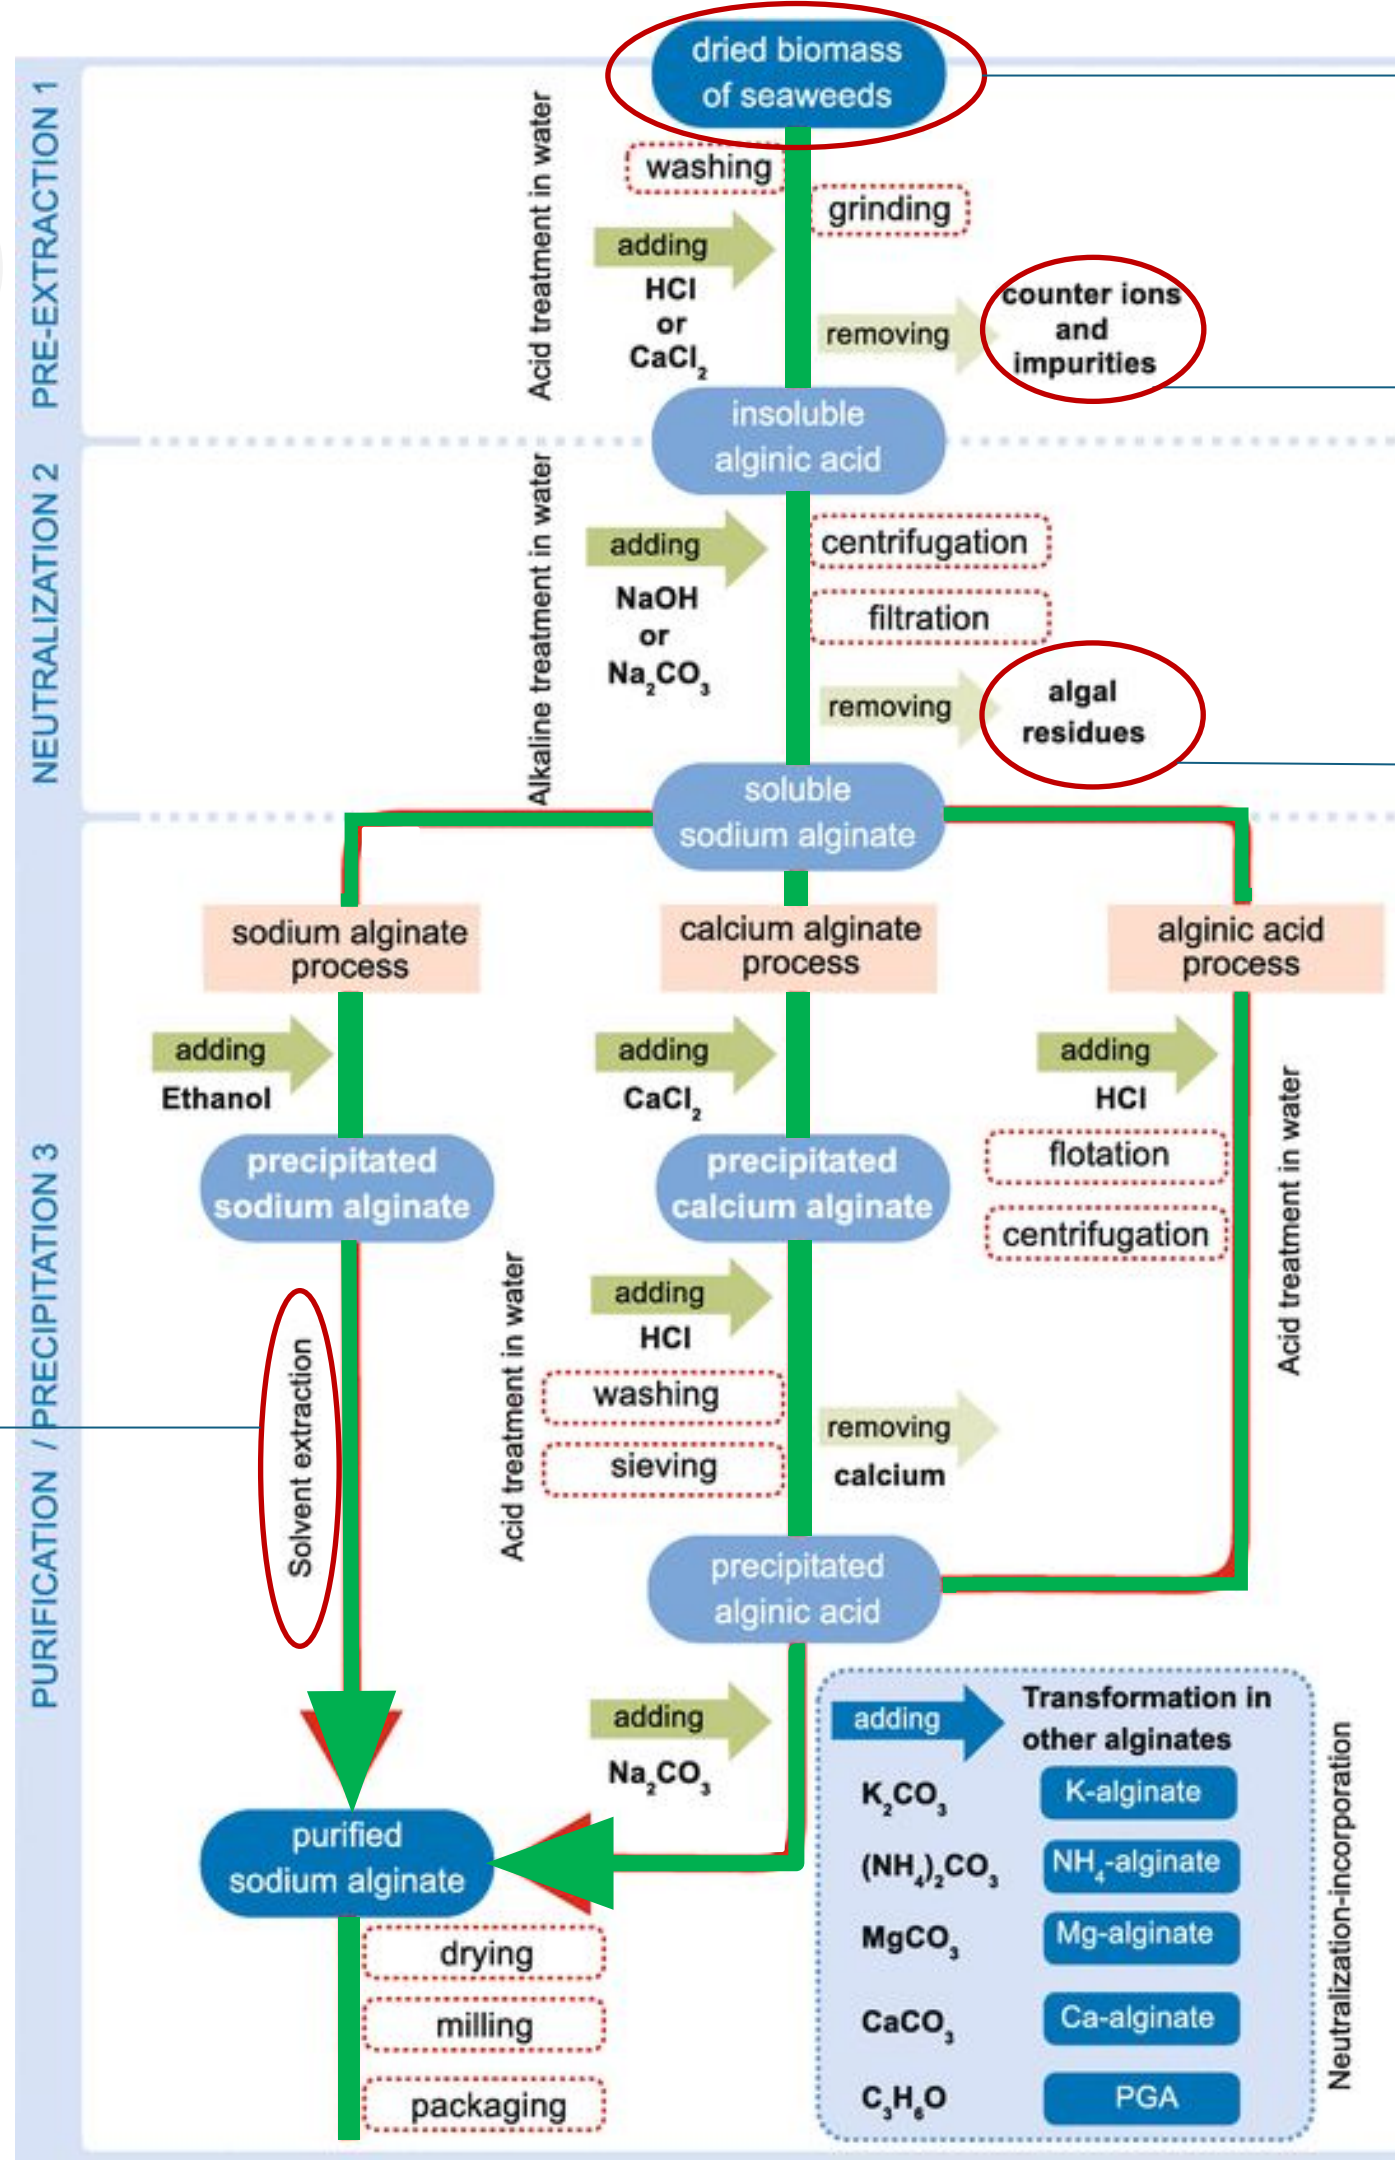 dried biomass
of seaweeds
PRE-EXTRACTION 1
Acid treatment in water
washing
grinding
adding
HCl
or
CaCl₂
removing
counter ions
and
impurities
insoluble
alginic acid
NEUTRALIZATION 2
Alkaline treatment in water
adding
NaOH
or
Na₂CO₃
centrifugation
filtration
removing
algal
residues
soluble
sodium alginate
PURIFICATION / PRECIPITATION 3
sodium alginate
process
adding
Ethanol
precipitated
sodium alginate
Solvent extraction
calcium alginate
process
adding
CaCl₂
precipitated
calcium alginate
Acid treatment in water
adding
HCl
washing
sieving
removing
calcium
alginic acid
process
adding
HCl
flotation
centrifugation
Acid treatment in water
precipitated
alginic acid
adding
Na₂CO₃
purified
sodium alginate
drying
milling
packaging
adding
Transformation in
other alginates
K₂CO₃
K-alginate
(NH₄)₂CO₃
NH₄-alginate
MgCO₃
Mg-alginate
CaCO₃
Ca-alginate
C₃H₆O
PGA
Neutralization-incorporation